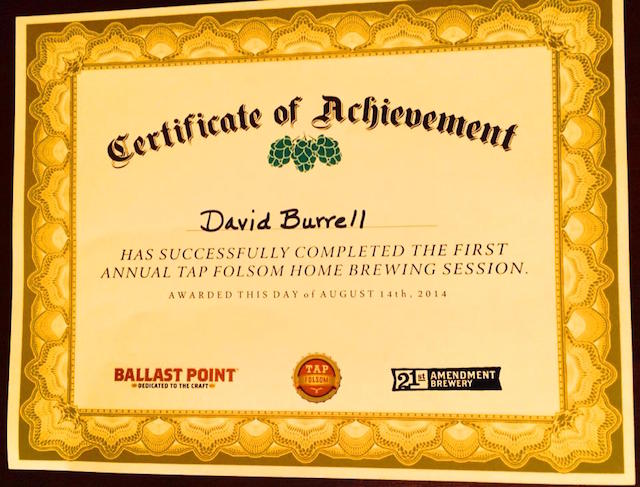 Certificate of Achievement
David Burrell
HAS SUCCESSFULLY COMPLETED THE FIRST
ANNUAL TAP FOLSOM HOME BREWING SESSION.
AWARDED THIS DAY of AUGUST 14th, 2014
BALLAST POINT
DEDICATED TO THE CRAFT
TAP
FOLSOM
21st AMENDMENT
BREWERY